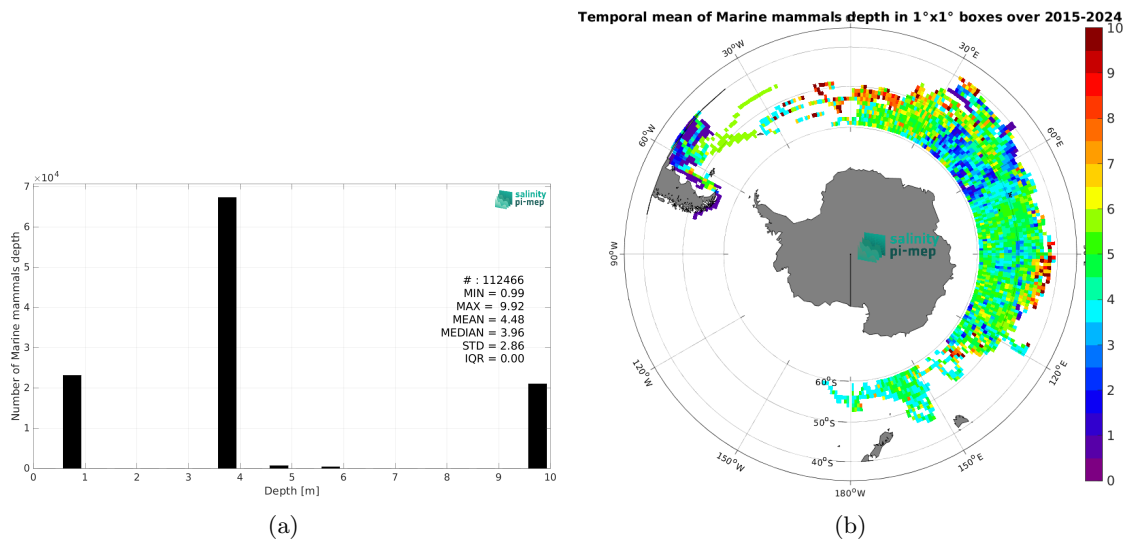 Temporal mean of Marine mammals depth in 1°x1° boxes over 2015-2024
×10⁴
7
6
5
4
3
2
1
0
Number of Marine mammals depth
0 1 2 3 4 5 6 7 8 9 10
Depth [m]
salinity
pi-mep
# : 112466
MIN = 0.99
MAX = 9.92
MEAN = 4.48
MEDIAN = 3.96
STD = 2.86
IQR = 0.00
30°W
30°E
60°W
60°E
90°W
120°W
120°E
150°W
150°E
180°W
60°S
50°S
40°S
salinity
pi-mep
10
9
8
7
6
5
4
3
2
1
0
(a)
(b)